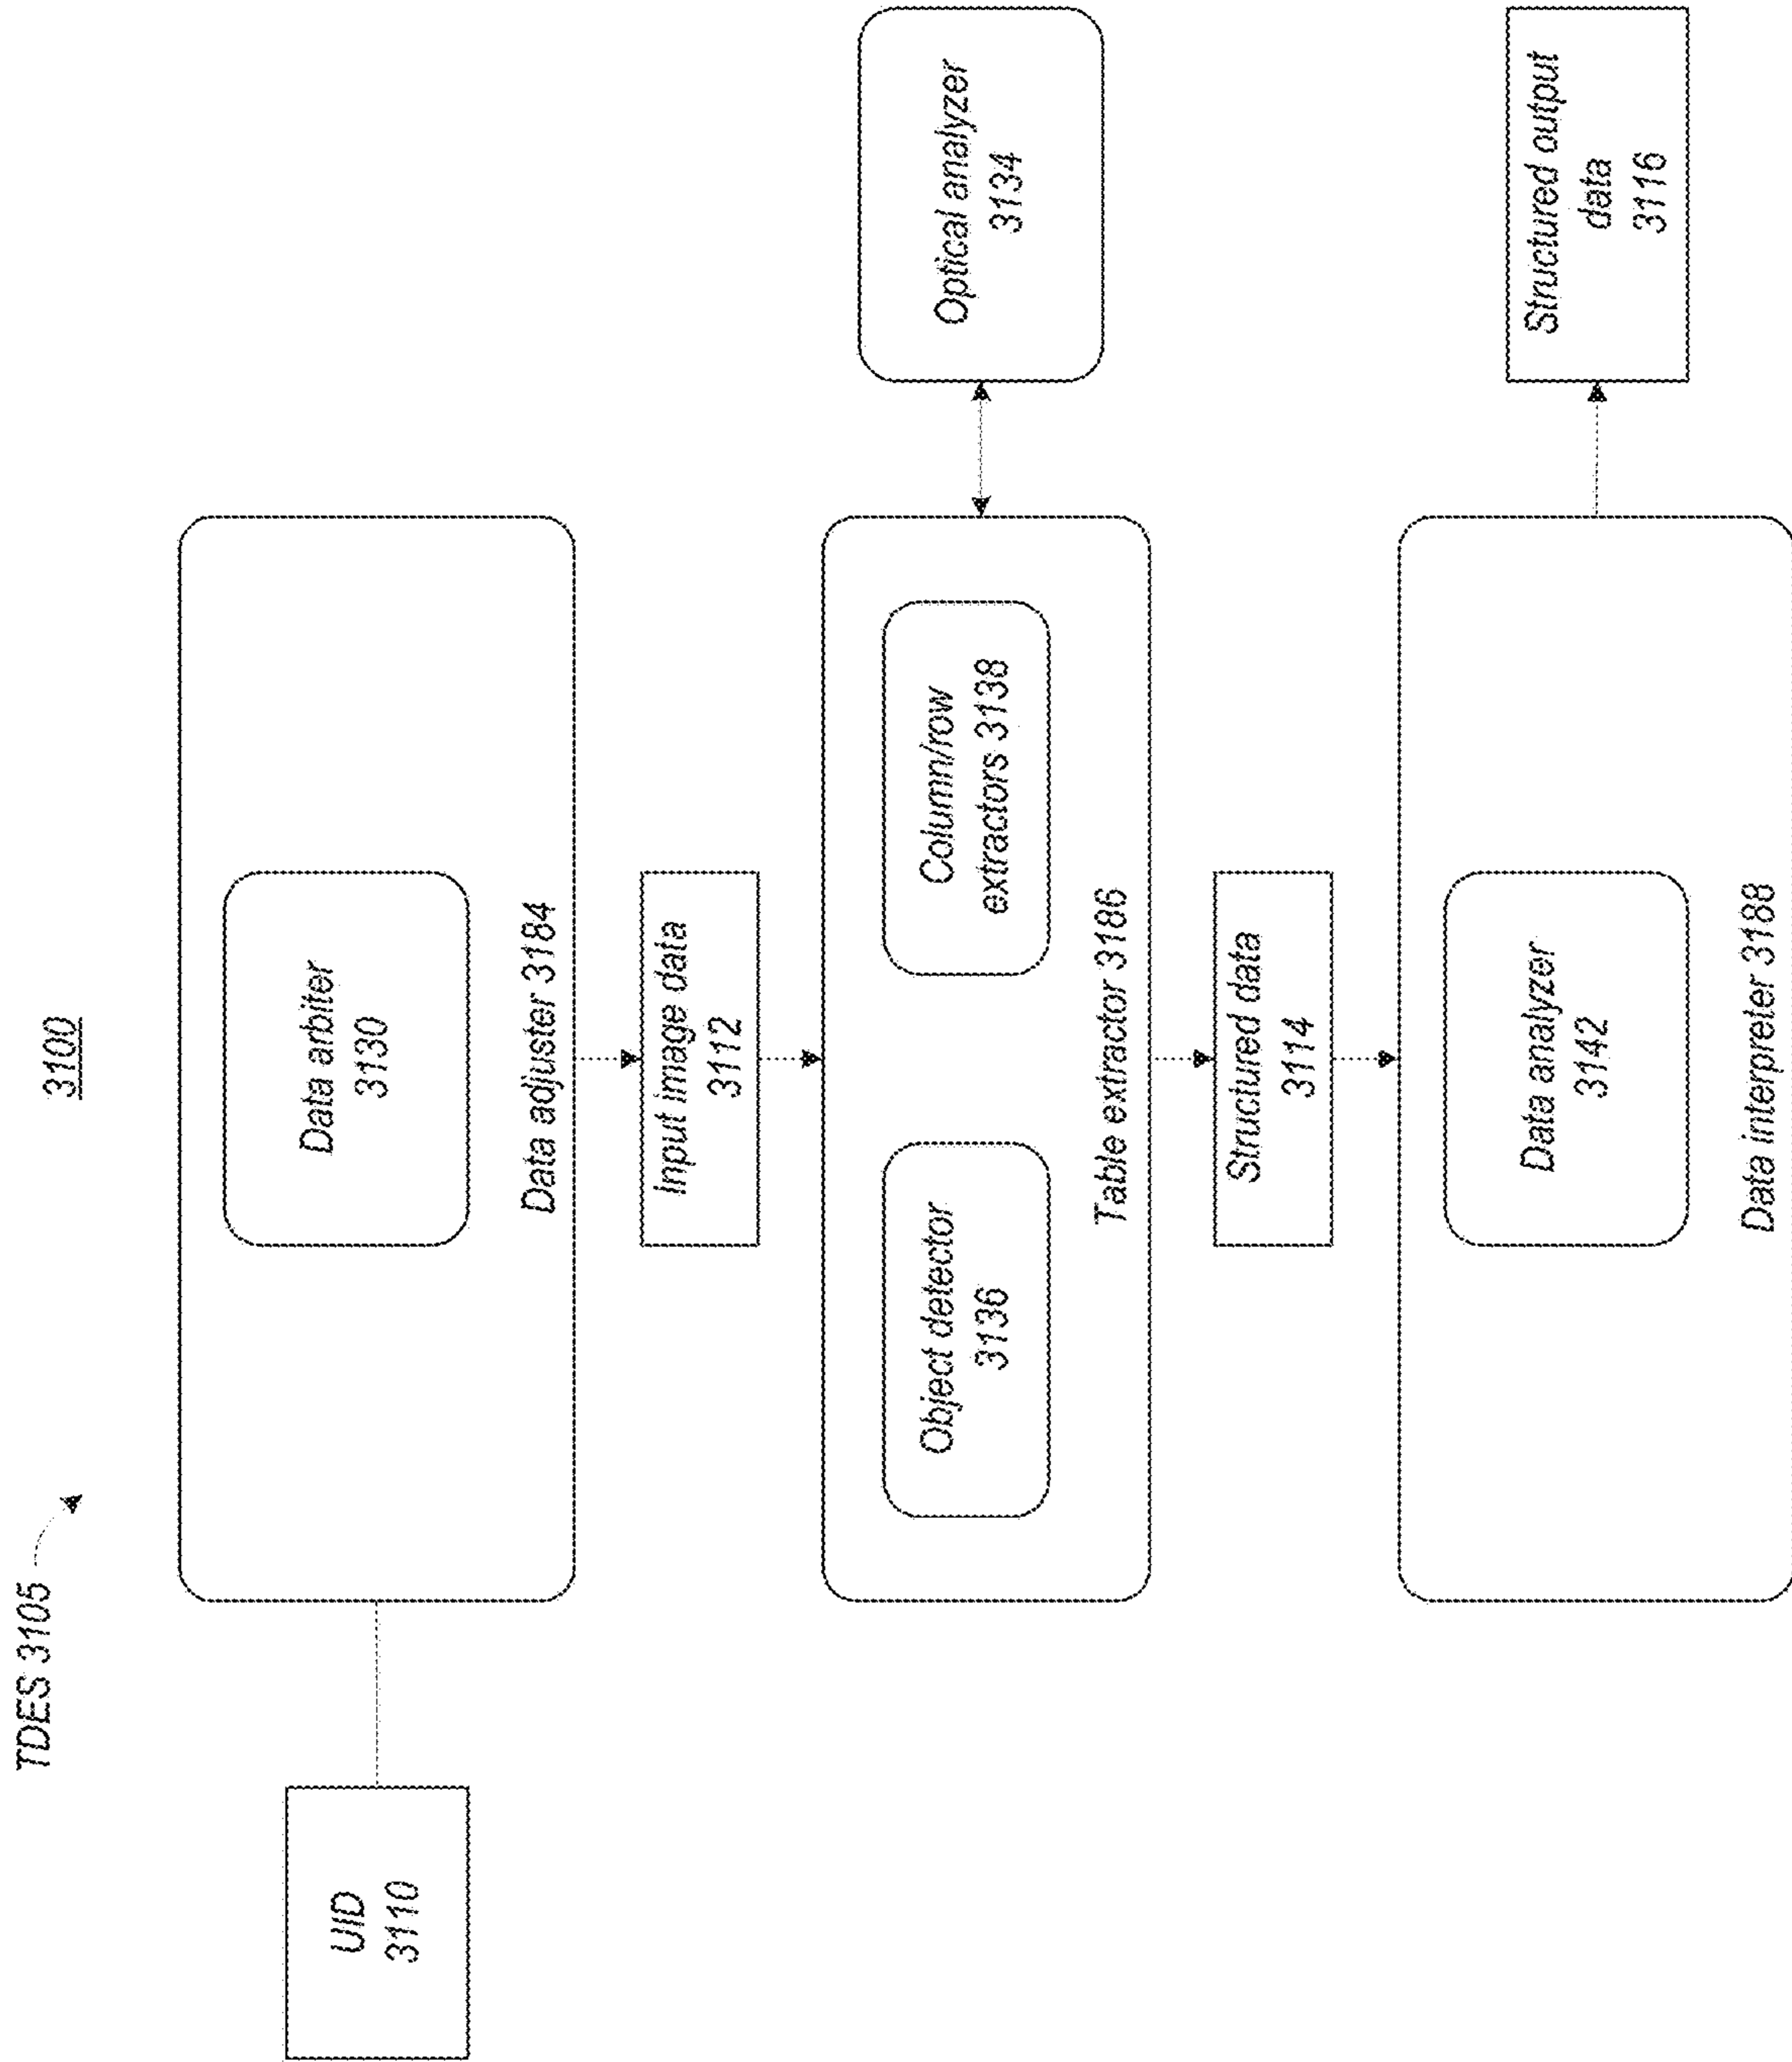 3100
TDES 3105
UID
3110
Data arbiter
3130
Data adjuster 3184
Input image data
3112
Object detector
3136
Column/row
extractors 3138
Table extractor 3186
Optical analyzer
3134
Structured data
3114
Data analyzer
3142
Data interpreter 3188
Structured output
data
3116